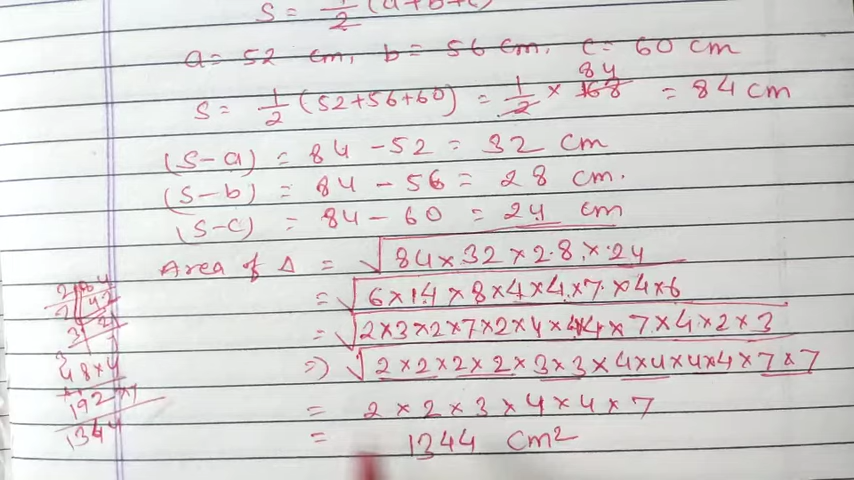 S = 1/2 (a+b+c)
a = 52 cm, b = 56 cm, c = 60 cm
S = 1/2 (52+56+60) = 1/2 × 168 84 = 84 cm
(S-a) = 84 - 52 = 32 cm
(S-b) = 84 - 56 = 28 cm.
(S-c) = 84 - 60 = 24 cm
Area of Δ = √84×32×28×24
= √6×14×8×4×4×7×4×6
= √2×3×2×7×2×4×4×4×7×4×2×3
⇒ √2×2×2×2×3×3×4×4×4×4×7×7
= 2×2×3×4×4×7
= 1344 cm²
48×4
192×7
1344